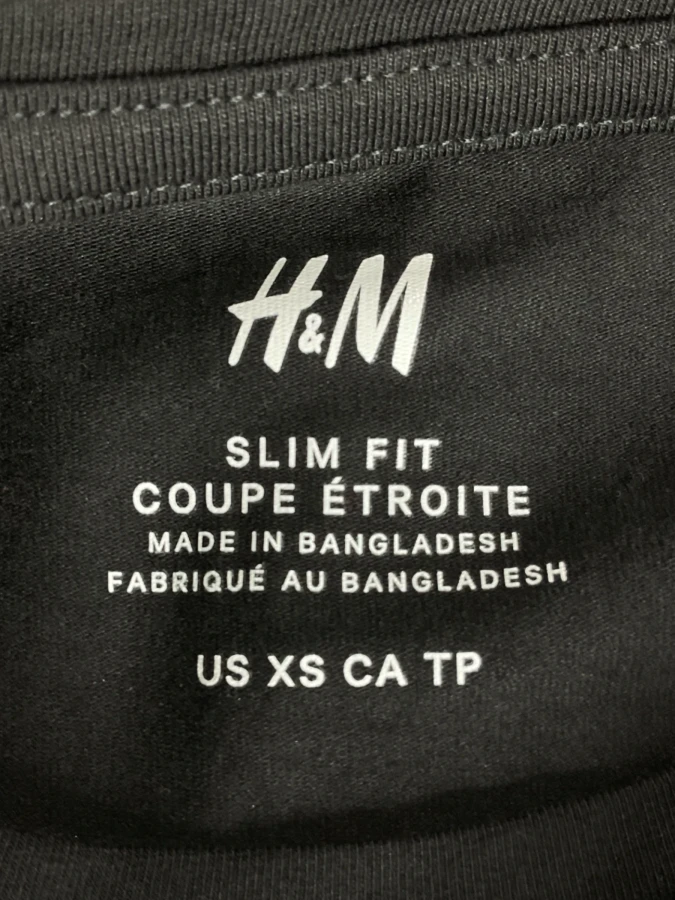 H&M
SLIM FIT
COUPE ÉTROITE
MADE IN BANGLADESH
FABRIQUÉ AU BANGLADESH
US XS CA TP